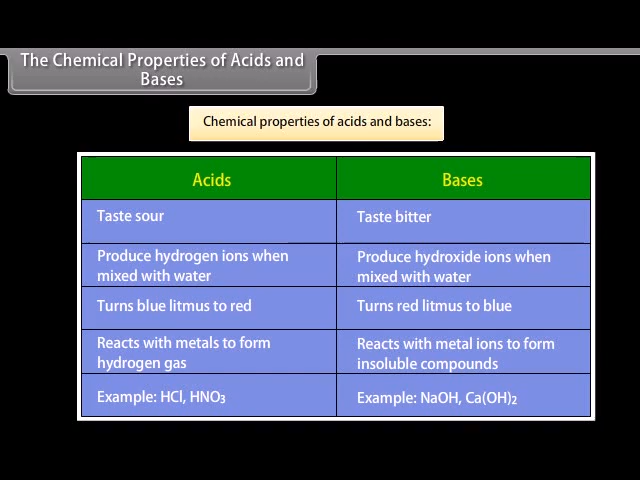 The Chemical Properties of Acids and
Bases
Chemical properties of acids and bases:
Acids
Bases
Taste sour
Taste bitter
Produce hydrogen ions when
mixed with water
Produce hydroxide ions when
mixed with water
Turns blue litmus to red
Turns red litmus to blue
Reacts with metals to form
hydrogen gas
Reacts with metal ions to form
insoluble compounds
Example: HCl, HNO₃
Example: NaOH, Ca(OH)₂